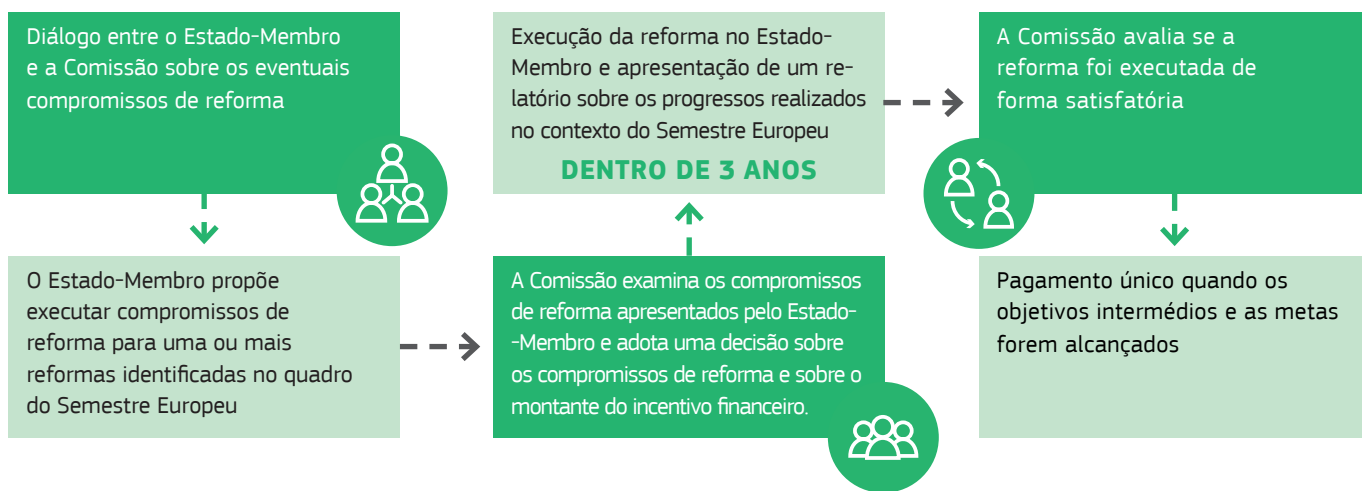 Diálogo entre o Estado-Membro
e a Comissão sobre os eventuais
compromissos de reforma
O Estado-Membro propõe
executar compromissos de
reforma para uma ou mais
reformas identificadas no quadro
do Semestre Europeu
A Comissão examina os compromissos
de reforma apresentados pelo Estado-
-Membro e adota uma decisão sobre
os compromissos de reforma e sobre o
montante do incentivo financeiro.
Execução da reforma no Estado-
Membro e apresentação de um re-
latório sobre os progressos realizados
no contexto do Semestre Europeu
DENTRO DE 3 ANOS
A Comissão avalia se a
reforma foi executada de
forma satisfatória
Pagamento único quando os
objetivos intermédios e as metas
forem alcançados